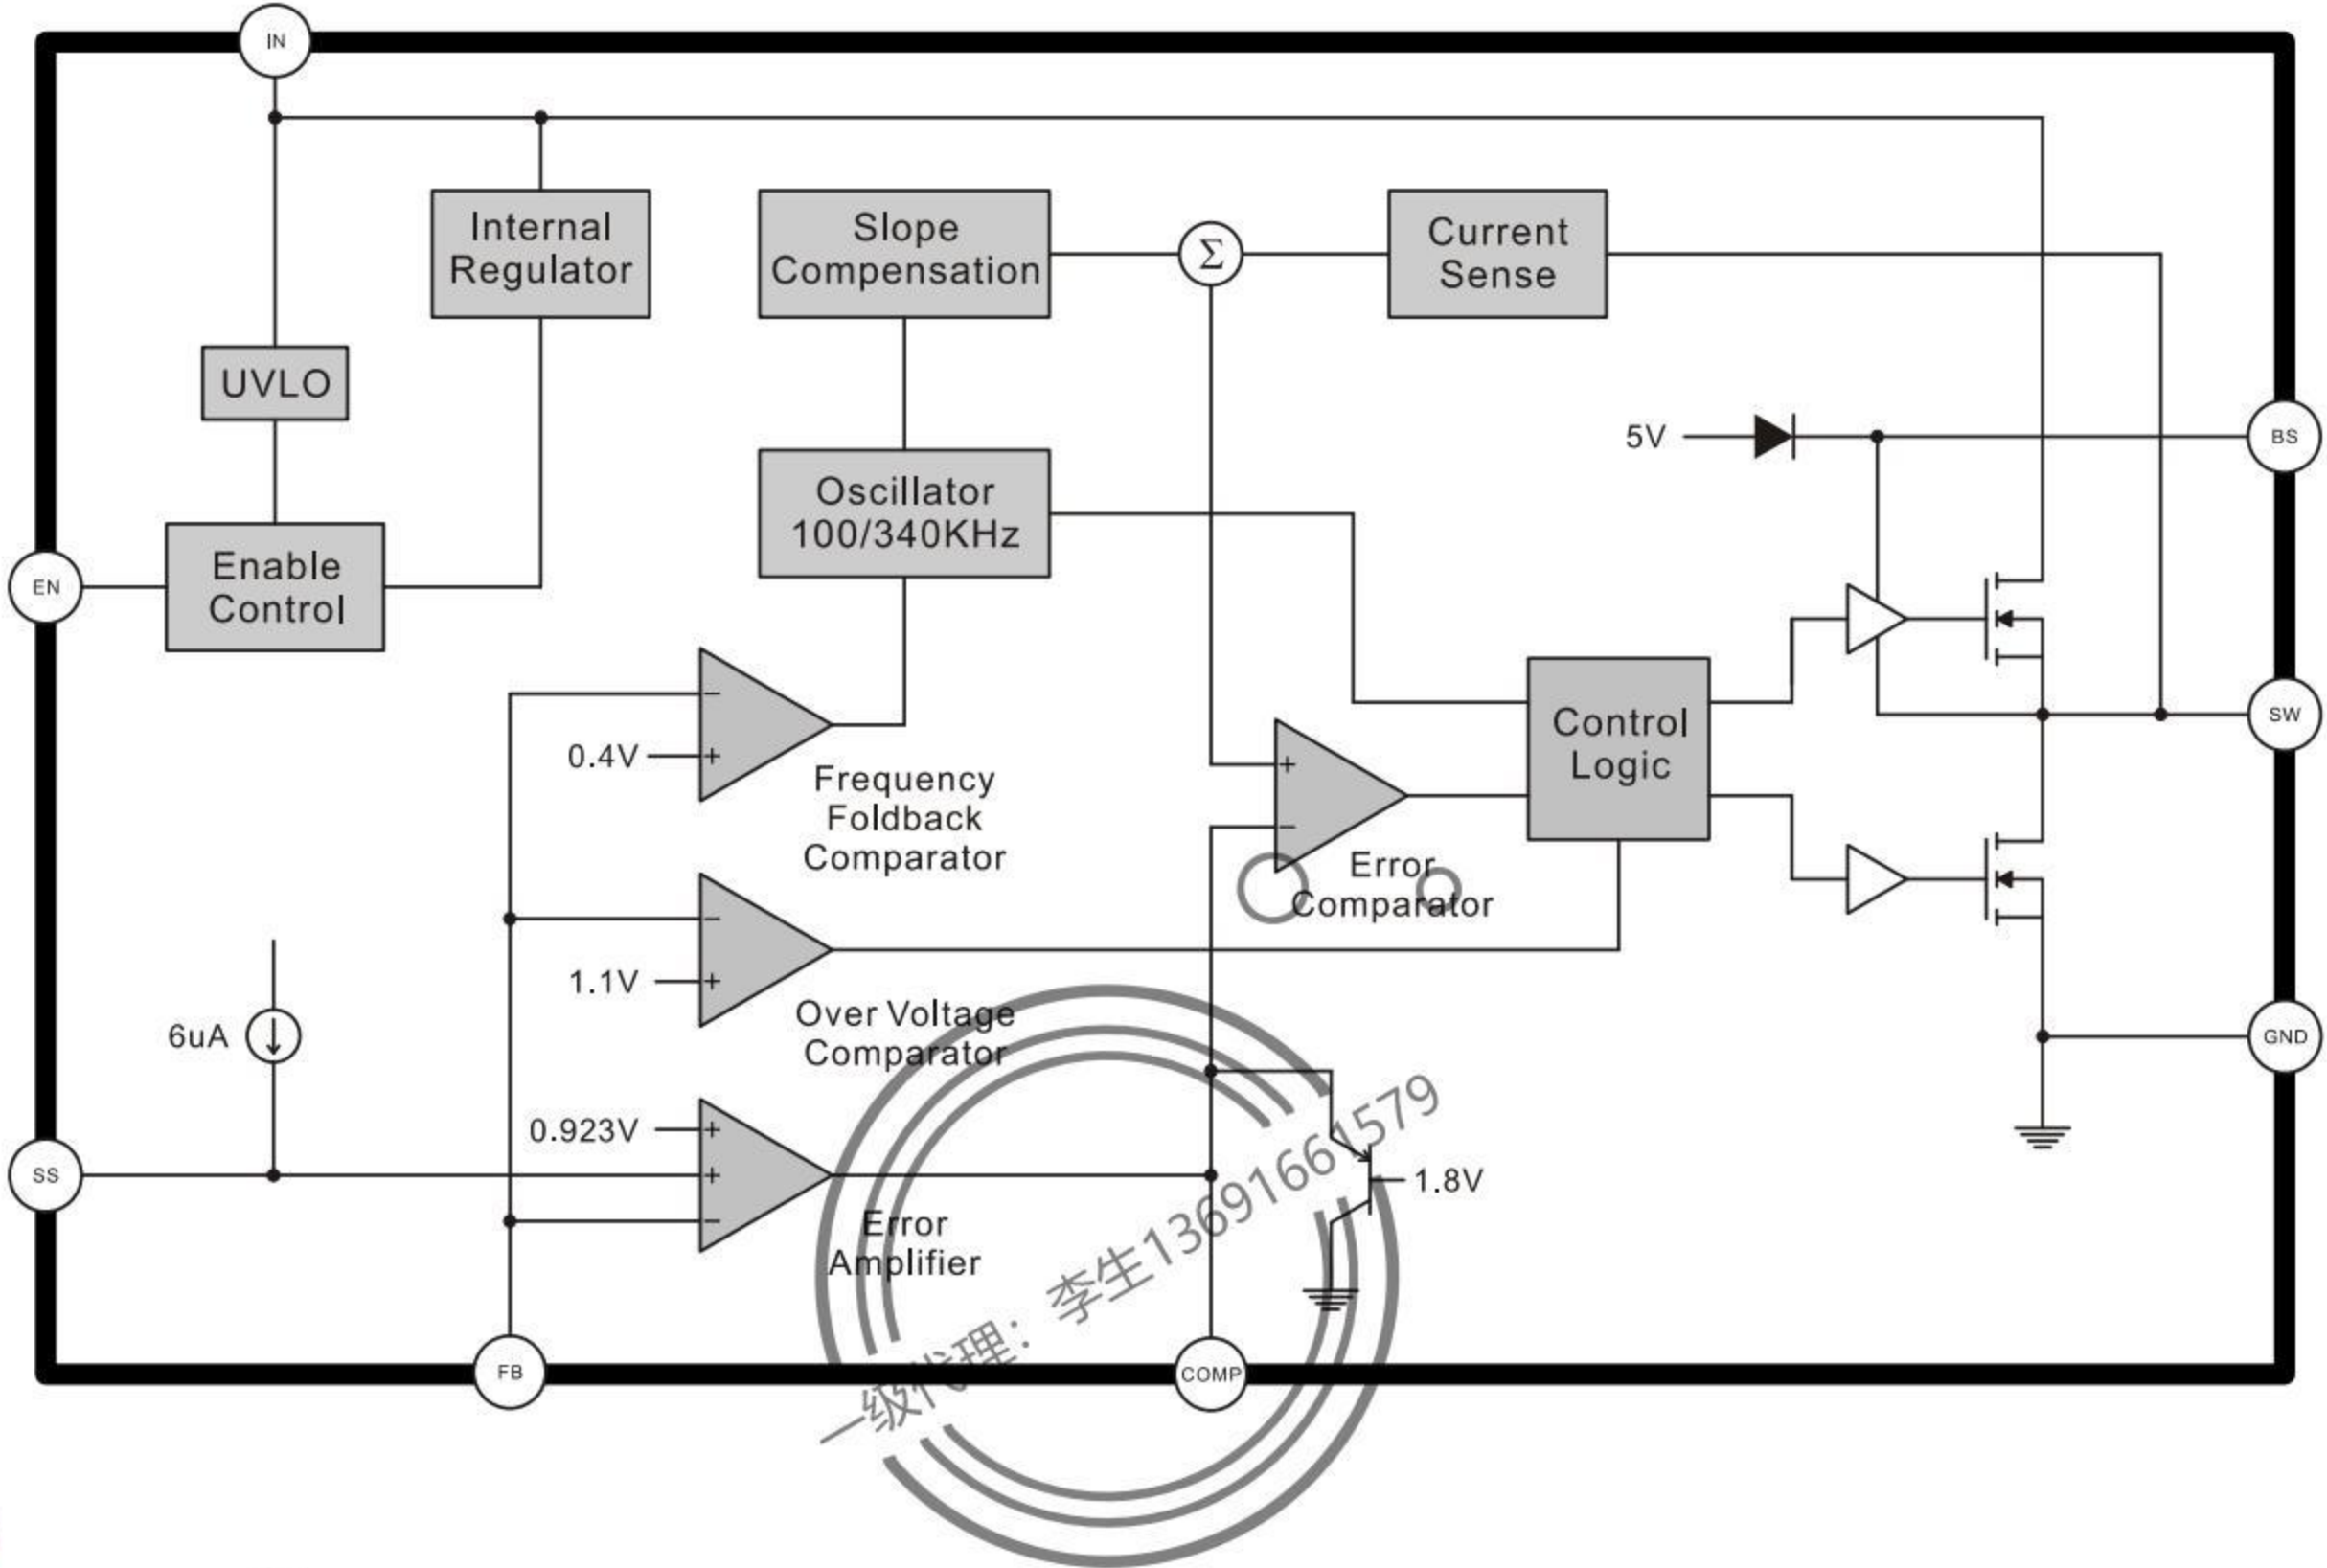 IN
Internal
Regulator
Slope
Compensation
Σ
Current
Sense
UVLO
5V
BS
Oscillator
100/340KHz
Enable
Control
EN
−
0.4V
+
Frequency
Foldback
Comparator
+
−
Error
Comparator
Control
Logic
SW
−
1.1V
+
Over Voltage
Comparator
6uA
GND
0.923V
+
SS
+
−
Error
Amplifier
1.8V
一级代理：李生13691661579
FB
COMP